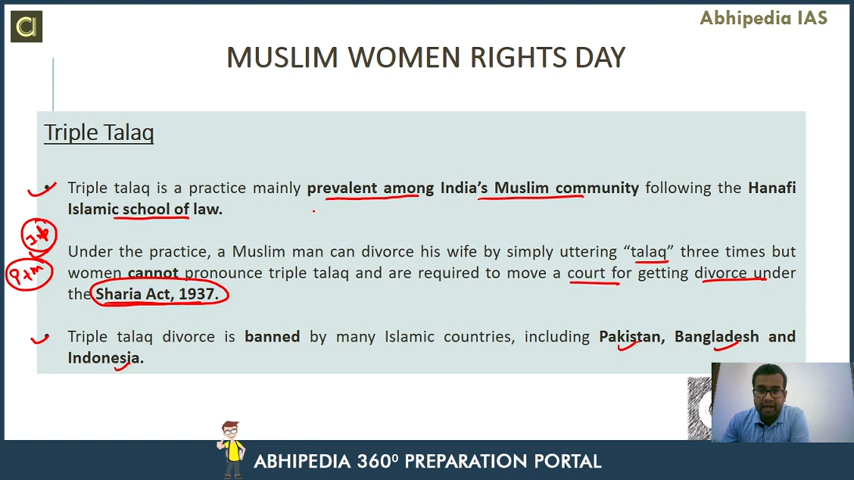 Abhipedia IAS
MUSLIM WOMEN RIGHTS DAY
Triple Talaq
• Triple talaq is a practice mainly prevalent among India's Muslim community following the Hanafi
Islamic school of law.
Under the practice, a Muslim man can divorce his wife by simply uttering “talaq” three times but
women cannot pronounce triple talaq and are required to move a court for getting divorce under
the Sharia Act, 1937.
• Triple talaq divorce is banned by many Islamic countries, including Pakistan, Bangladesh and
Indonesia.
ABHIPEDIA 360⁰ PREPARATION PORTAL